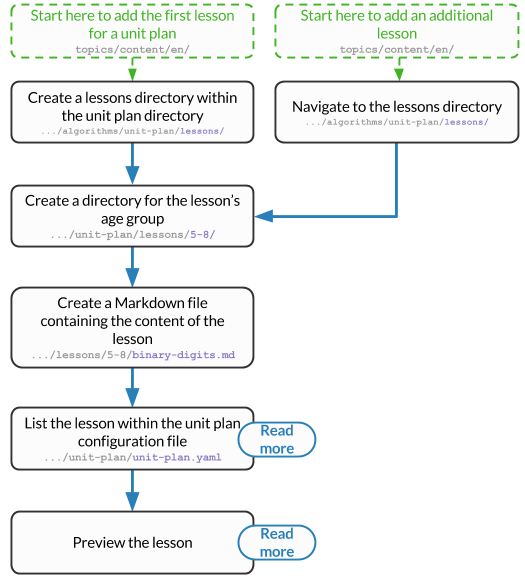 Start here to add the first lesson
for a unit plan
topics/content/en/
Start here to add an additional
lesson
topics/content/en/
Create a lessons directory within
the unit plan directory
.../algorithms/unit-plan/lessons/
Navigate to the lessons directory
.../algorithms/unit-plan/lessons/
Create a directory for the lesson's
age group
.../unit-plan/lessons/5-8/
Create a Markdown file
containing the content of the
lesson
.../lessons/5-8/binary-digits.md
List the lesson within the unit plan
configuration file
.../unit-plan/unit-plan.yaml
Read
more
Preview the lesson
Read
more